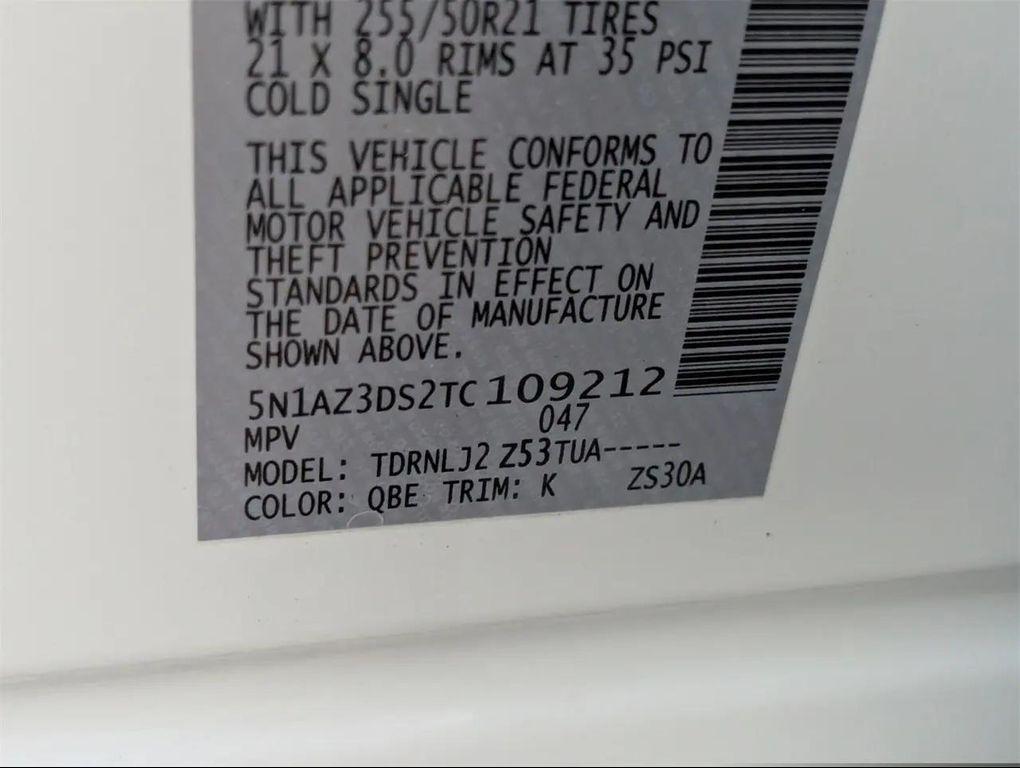 WITH 255/50R21 TIRES
21 X 8.0 RIMS AT 35 PSI
COLD SINGLE
THIS VEHICLE CONFORMS TO
ALL APPLICABLE FEDERAL
MOTOR VEHICLE SAFETY AND
THEFT PREVENTION
STANDARDS IN EFFECT ON
THE DATE OF MANUFACTURE
SHOWN ABOVE.
5N1AZ3DS2TC109212
MPV 047
MODEL: TDRNLJ2 Z53TUA-----
COLOR: QBE TRIM: K ZS30A